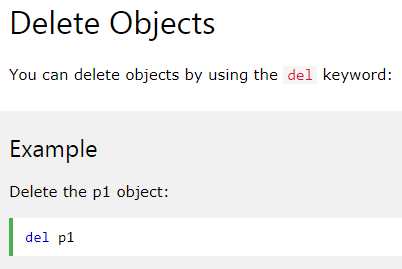 Delete Objects
You can delete objects by using the del keyword:
Example
Delete the p1 object:
del p1